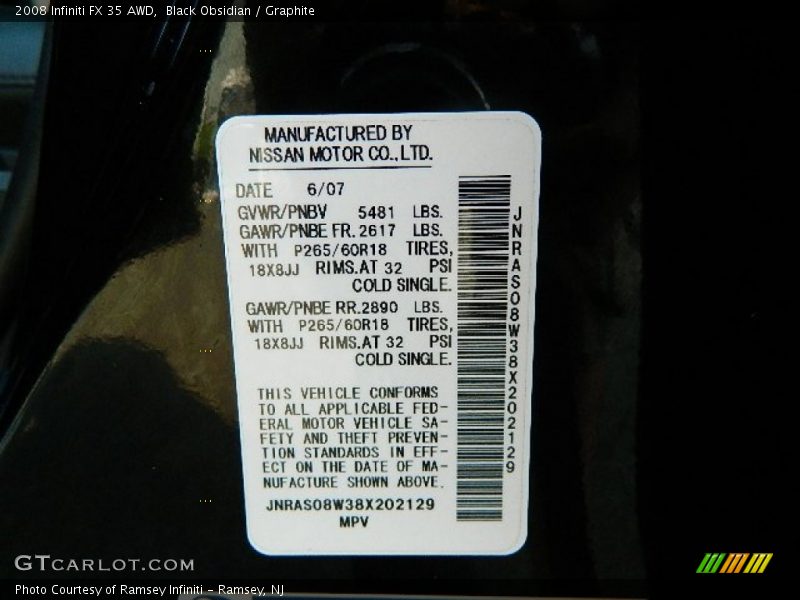 2008 Infiniti FX 35 AWD,  Black Obsidian / Graphite
MANUFACTURED BY
NISSAN MOTOR CO.,LTD.
DATE 6/07
GVWR/PNBV 5481 LBS.
GAWR/PNBE FR. 2617 LBS.
WITH P265/60R18 TIRES,
18X8JJ RIMS.AT 32 PSI
COLD SINGLE.
GAWR/PNBE RR.2890 LBS.
WITH P265/60R18 TIRES,
18X8JJ RIMS.AT 32 PSI
COLD SINGLE.
THIS VEHICLE CONFORMS
TO ALL APPLICABLE FED-
ERAL MOTOR VEHICLE SA-
FETY AND THEFT PREVEN-
TION STANDARDS IN EFF-
ECT ON THE DATE OF MA-
NUFACTURE SHOWN ABOVE.
JNRAS08W38X202129
MPV
JNRAS08W38X202129
GTCARLOT.COM
Photo Courtesy of Ramsey Infiniti - Ramsey, NJ